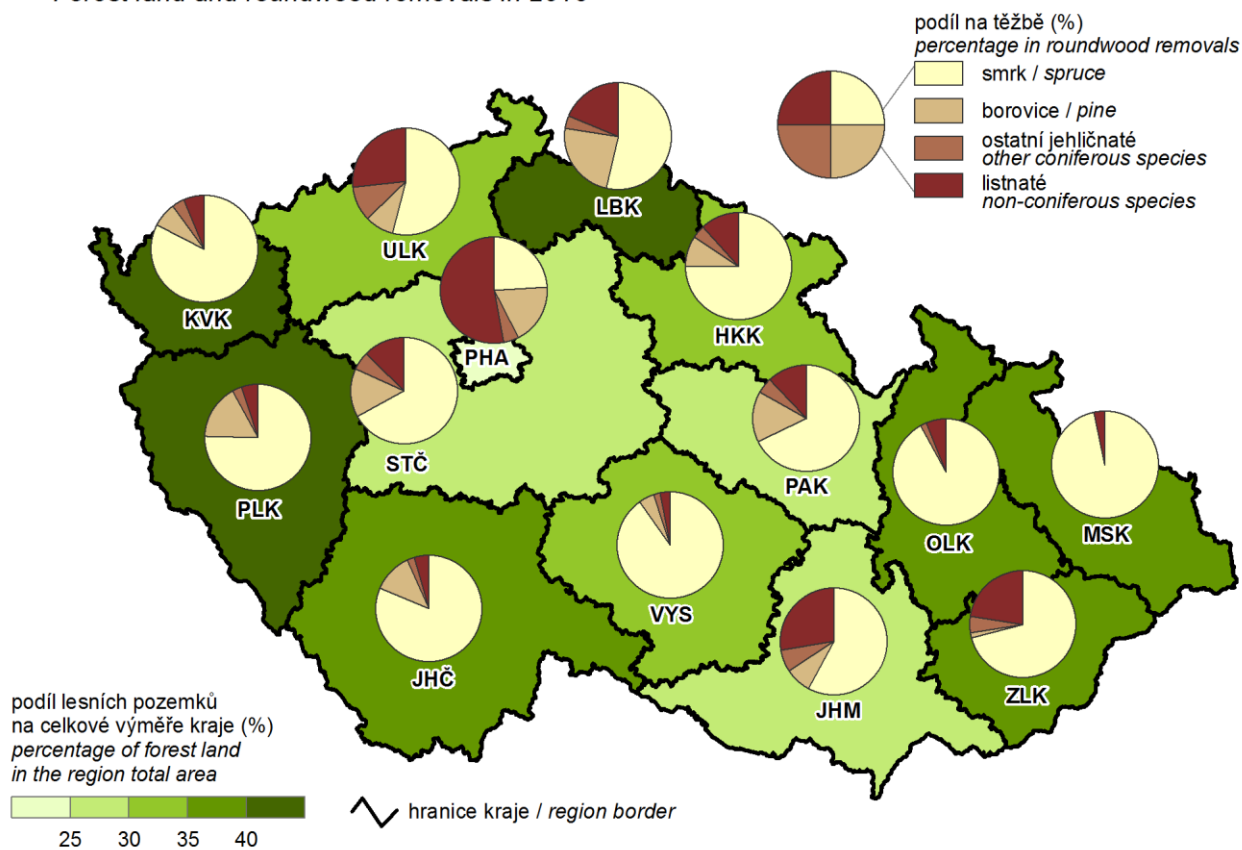 podíl na těžbě (%)
percentage in roundwood removals
smrk / spruce
borovice / pine
ostatní jehličnaté
other coniferous species
listnaté
non-coniferous species
LBK
ULK
KVK
HKK
PHA
STČ
PAK
PLK
OLK
MSK
VYS
JHČ
JHM
ZLK
podíl lesních pozemků
na celkové výměře kraje (%)
percentage of forest land
in the region total area
25 30 35 40
hranice kraje / region border